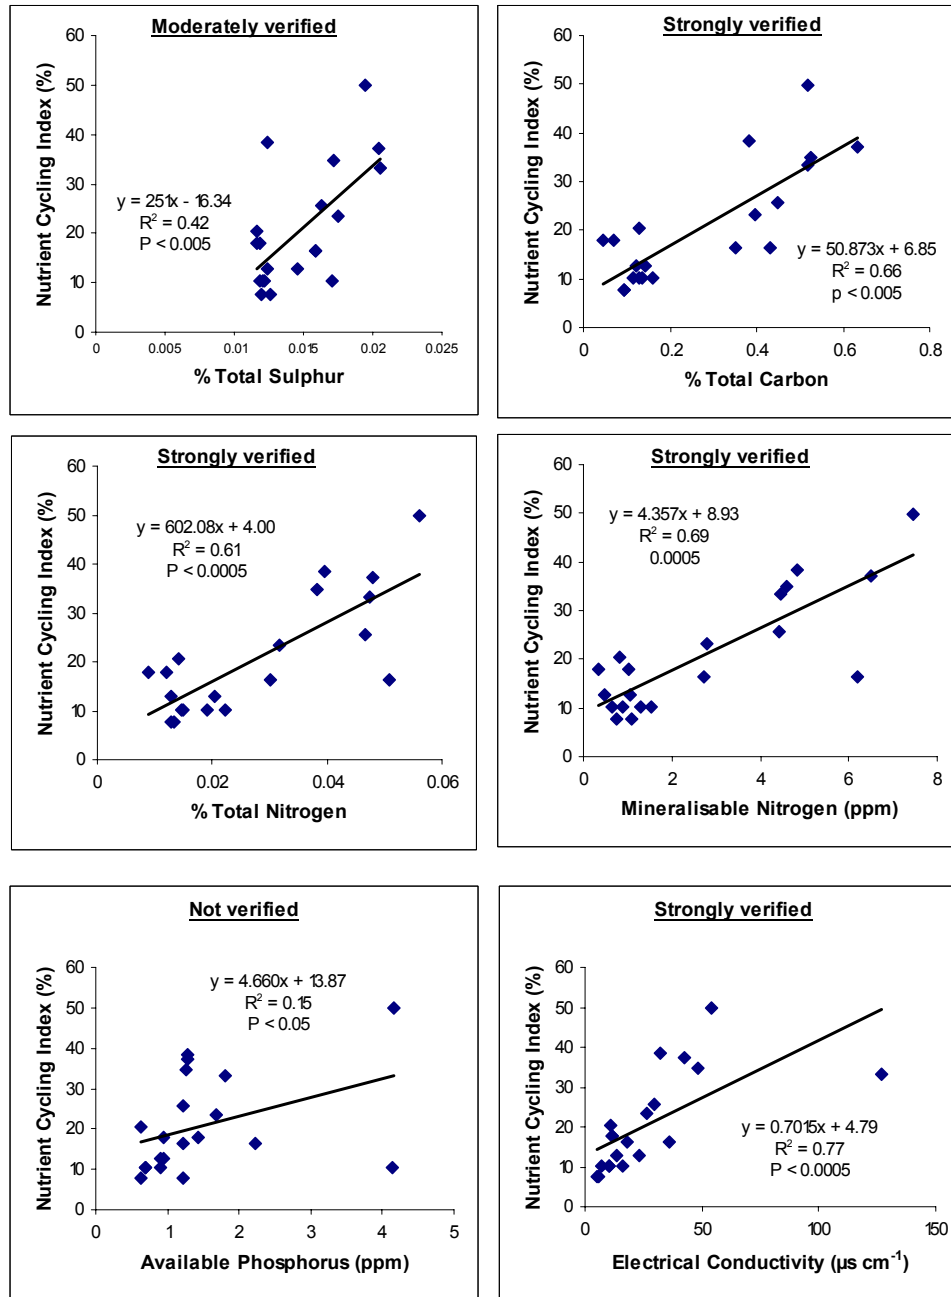 Moderately verified
Nutrient Cycling Index (%)
60
50
40
30
20
10
0
y = 251x - 16.34
R² = 0.42
P < 0.005
0 0.005 0.01 0.015 0.02 0.025
% Total Sulphur
Strongly verified
Nutrient Cycling Index (%)
60
50
40
30
20
10
0
y = 50.873x + 6.85
R² = 0.66
p < 0.005
0 0.2 0.4 0.6 0.8
% Total Carbon
Strongly verified
Nutrient Cycling Index (%)
60
50
40
30
20
10
0
y = 602.08x + 4.00
R² = 0.61
P < 0.0005
0 0.02 0.04 0.06
% Total Nitrogen
Strongly verified
Nutrient Cycling Index (%)
60
50
40
30
20
10
0
y = 4.357x + 8.93
R² = 0.69
0.0005
0 2 4 6 8
Mineralisable Nitrogen (ppm)
Not verified
Nutrient Cycling Index (%)
60
50
40
30
20
10
0
y = 4.660x + 13.87
R² = 0.15
P < 0.05
0 1 2 3 4 5
Available Phosphorus (ppm)
Strongly verified
Nutrient Cycling Index (%)
60
50
40
30
20
10
0
y = 0.7015x + 4.79
R² = 0.77
P < 0.0005
0 50 100 150
Electrical Conductivity (µs cm⁻¹)